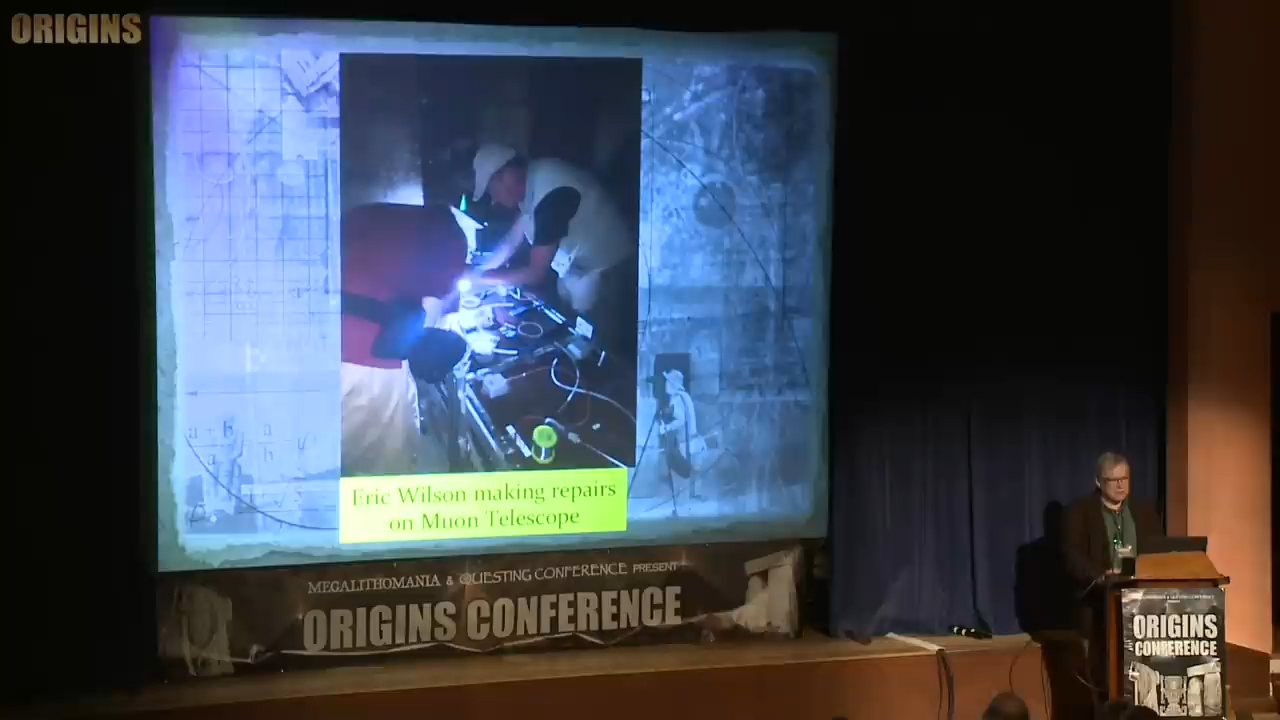 ORIGINS
Eric Wilson making repairs
on Muon Telescope
MEGALITHOMANIA & QUESTING CONFERENCE PRESENT
ORIGINS CONFERENCE
ORIGINS
CONFERENCE